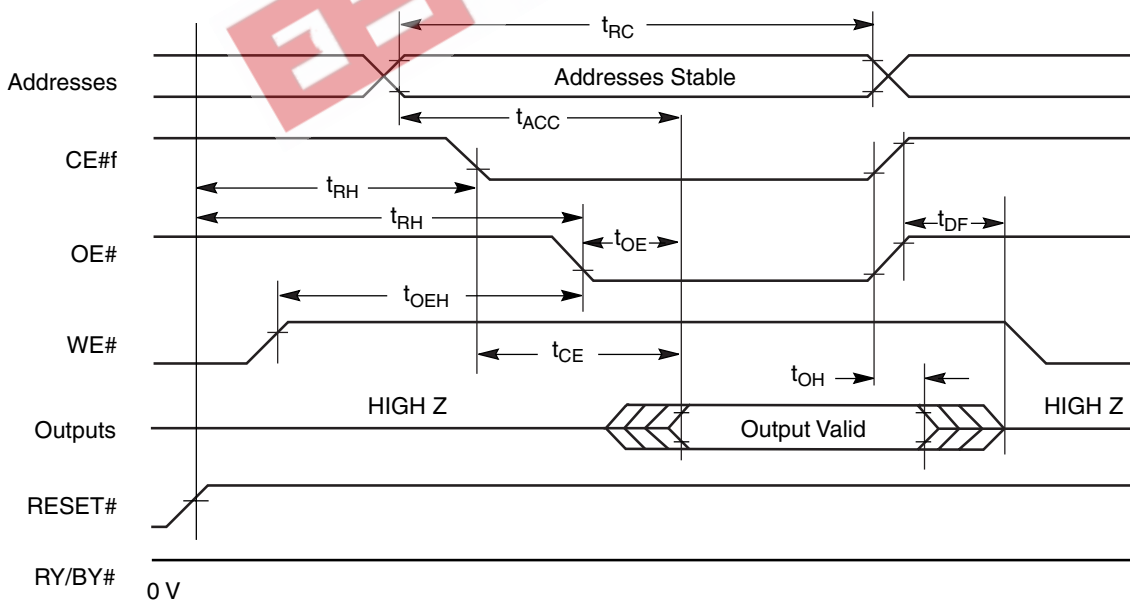 tRC
Addresses
Addresses Stable
tACC
CE#f
tRH
tRH
tDF
OE#
tOE
tOEH
WE#
tCE
tOH
HIGH Z
HIGH Z
Outputs
Output Valid
RESET#
RY/BY#
0 V